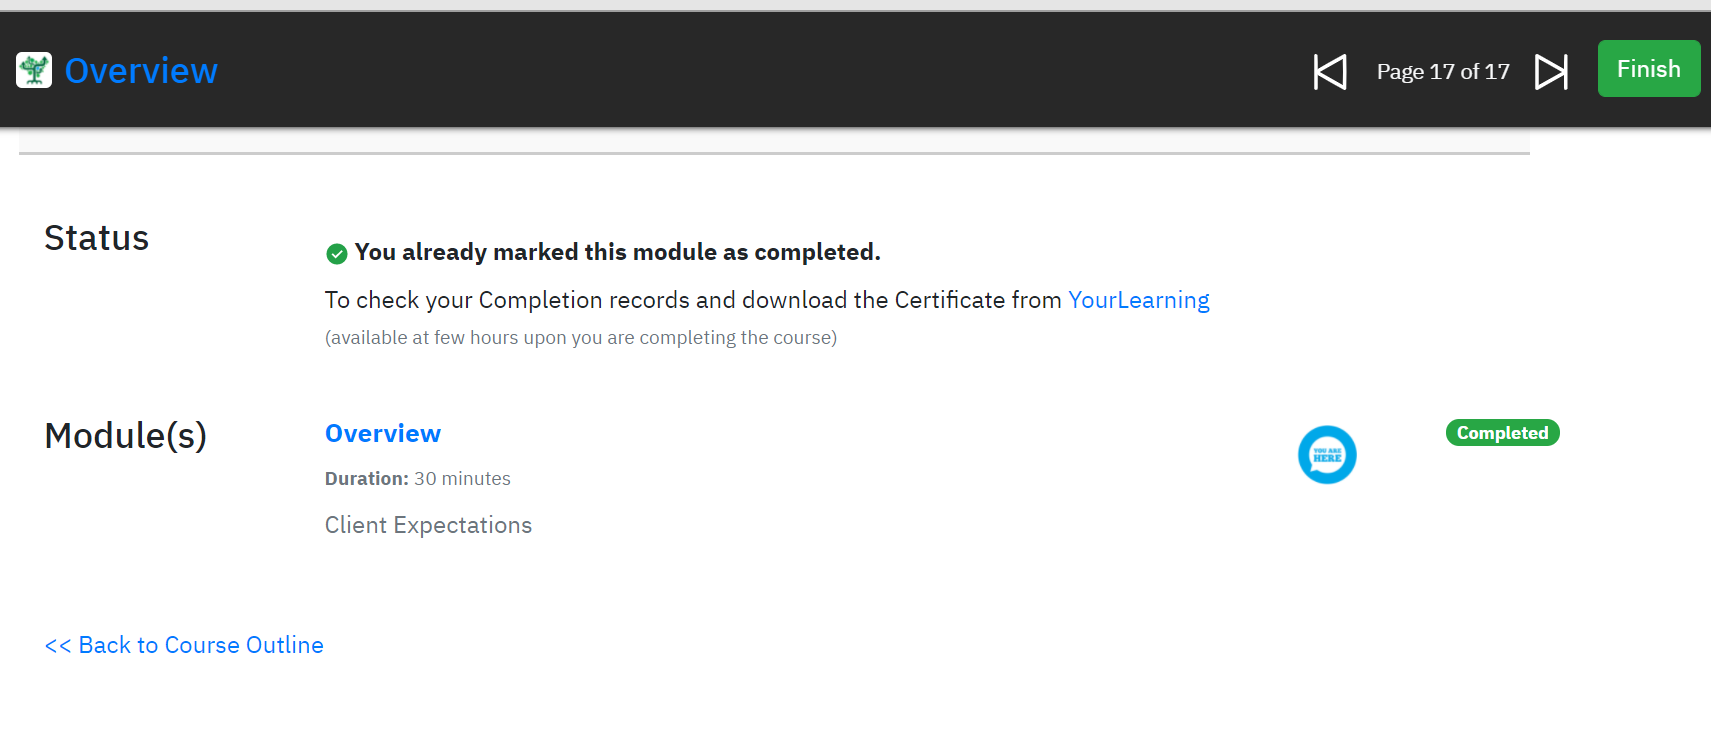 Overview
Page 17 of 17
Finish
Status
You already marked this module as completed.
To check your Completion records and download the Certificate from YourLearning
(available at few hours upon you are completing the course)
Module(s)
Overview
YOU ARE
HERE
Completed
Duration: 30 minutes
Client Expectations
<< Back to Course Outline